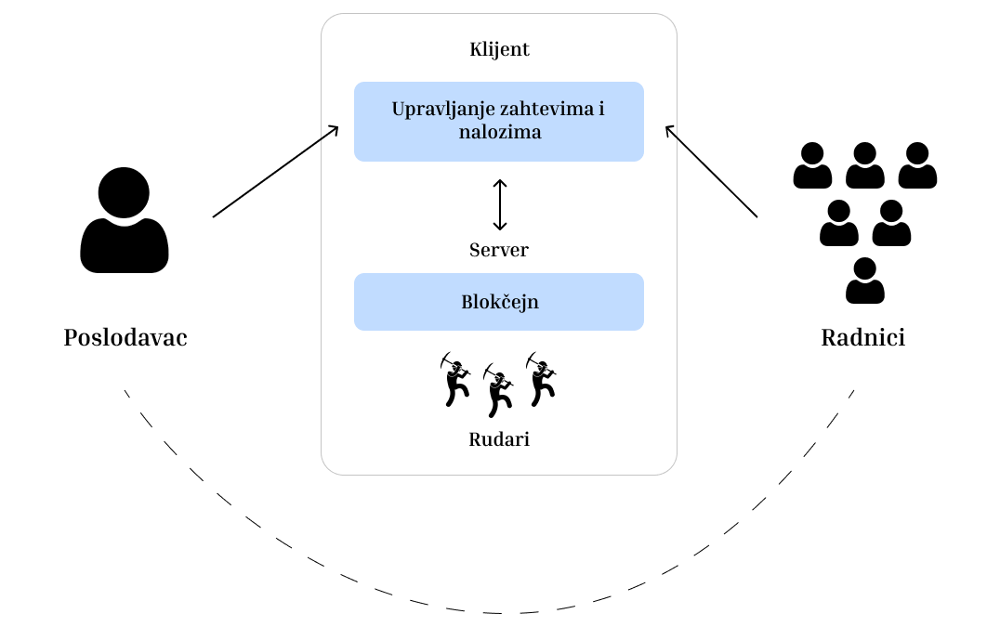 Klijent
Upravljanje zahtevima i
nalozima
Server
Blokčejn
Rudari
Poslodavac
Radnici